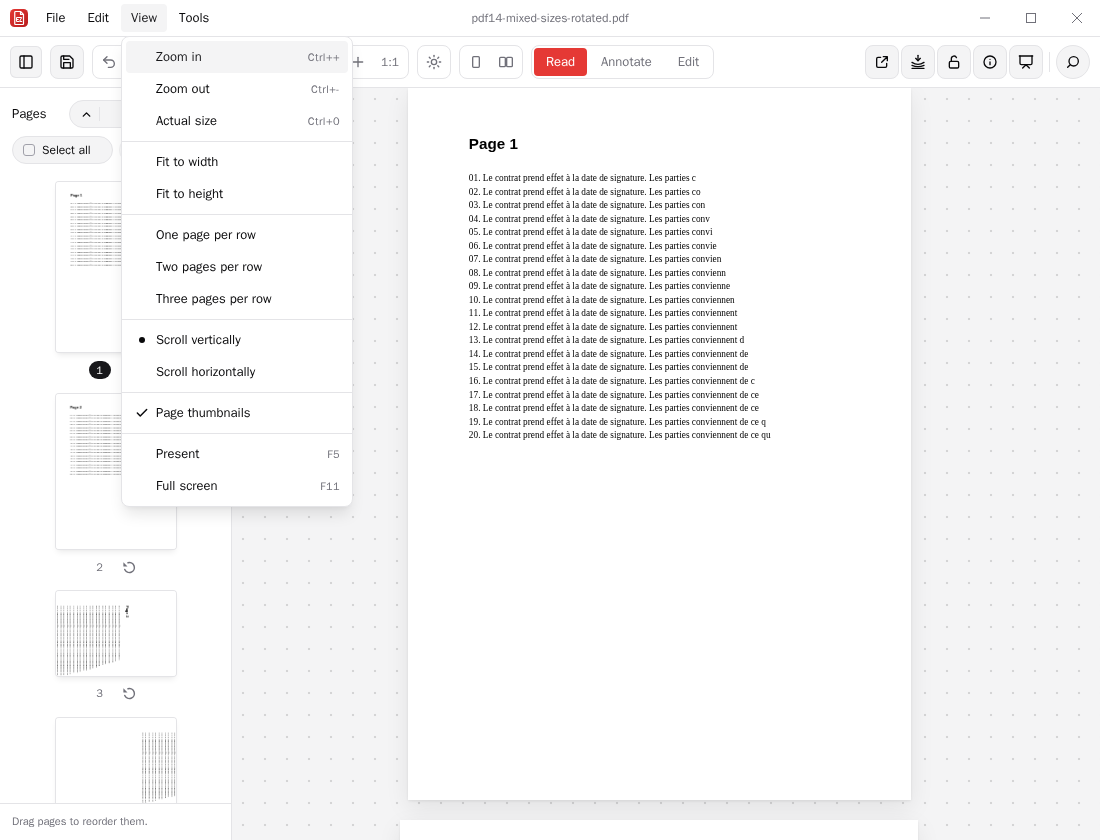 File Edit View Tools pdf14-mixed-sizes-rotated.pdf
1:1 Read Annotate Edit
Pages
Select all
Zoom in Ctrl++
Zoom out Ctrl+-
Actual size Ctrl+0
Fit to width
Fit to height
One page per row
Two pages per row
Three pages per row
Scroll vertically
Scroll horizontally
Page thumbnails
Present F5
Full screen F11
Page 1
1
Page 2
2
3
Drag pages to reorder them.
Page 1
01. Le contrat prend effet à la date de signature. Les parties c
02. Le contrat prend effet à la date de signature. Les parties co
03. Le contrat prend effet à la date de signature. Les parties con
04. Le contrat prend effet à la date de signature. Les parties conv
05. Le contrat prend effet à la date de signature. Les parties convi
06. Le contrat prend effet à la date de signature. Les parties convie
07. Le contrat prend effet à la date de signature. Les parties convien
08. Le contrat prend effet à la date de signature. Les parties convienn
09. Le contrat prend effet à la date de signature. Les parties convienne
10. Le contrat prend effet à la date de signature. Les parties conviennen
11. Le contrat prend effet à la date de signature. Les parties conviennent
12. Le contrat prend effet à la date de signature. Les parties conviennent
13. Le contrat prend effet à la date de signature. Les parties conviennent d
14. Le contrat prend effet à la date de signature. Les parties conviennent de
15. Le contrat prend effet à la date de signature. Les parties conviennent de
16. Le contrat prend effet à la date de signature. Les parties conviennent de c
17. Le contrat prend effet à la date de signature. Les parties conviennent de ce
18. Le contrat prend effet à la date de signature. Les parties conviennent de ce
19. Le contrat prend effet à la date de signature. Les parties conviennent de ce q
20. Le contrat prend effet à la date de signature. Les parties conviennent de ce qu